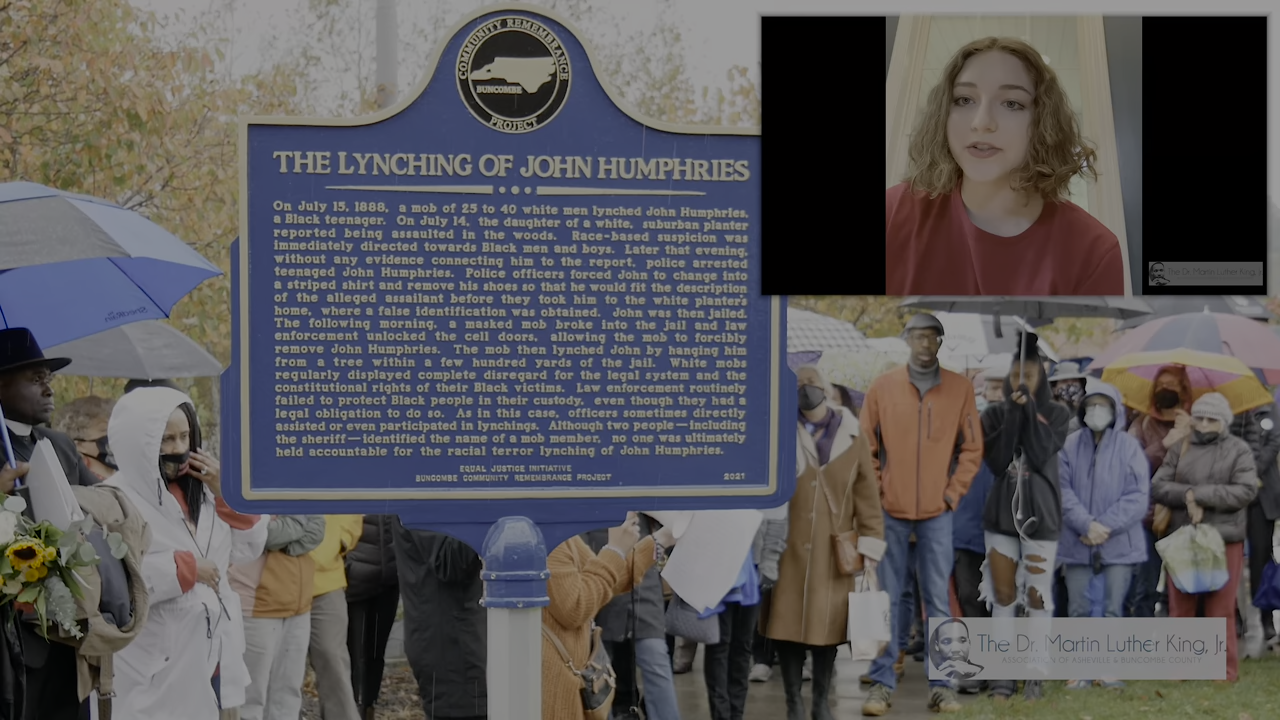 COMMUNITY REMEMBRANCE
BUNCOMBE
PROJECT
THE LYNCHING OF JOHN HUMPHRIES
On July 15, 1888, a mob of 25 to 40 white men lynched John Humphries,
a Black teenager. On July 14, the daughter of a white, suburban planter
reported being assaulted in the woods. Race-based suspicion was
immediately directed towards Black men and boys. Later that evening,
without any evidence connecting him to the report, police arrested
teenaged John Humphries. Police officers forced John to change into
a striped shirt and remove his shoes so that he would fit the description
of the alleged assailant before they took him to the white planter's
home, where a false identification was obtained. John was then jailed.
The following morning, a masked mob broke into the jail and law
enforcement unlocked the cell doors, allowing the mob to forcibly
remove John Humphries. The mob then lynched John by hanging him
from a tree within a few hundred yards of the jail. White mobs
regularly displayed complete disregard for the legal system and the
constitutional rights of their Black victims. Law enforcement routinely
failed to protect Black people in their custody, even though they had a
legal obligation to do so. As in this case, officers sometimes directly
assisted or even participated in lynchings. Although two people—including
the sheriff—identified the name of a mob member, no one was ultimately
held accountable for the racial terror lynching of John Humphries.
EQUAL JUSTICE INITIATIVE
BUNCOMBE COMMUNITY REMEMBRANCE PROJECT 2021
The Dr. Martin Luther King, Jr.
The Dr. Martin Luther King, Jr.
ASSOCIATION OF ASHEVILLE & BUNCOMBE COUNTY